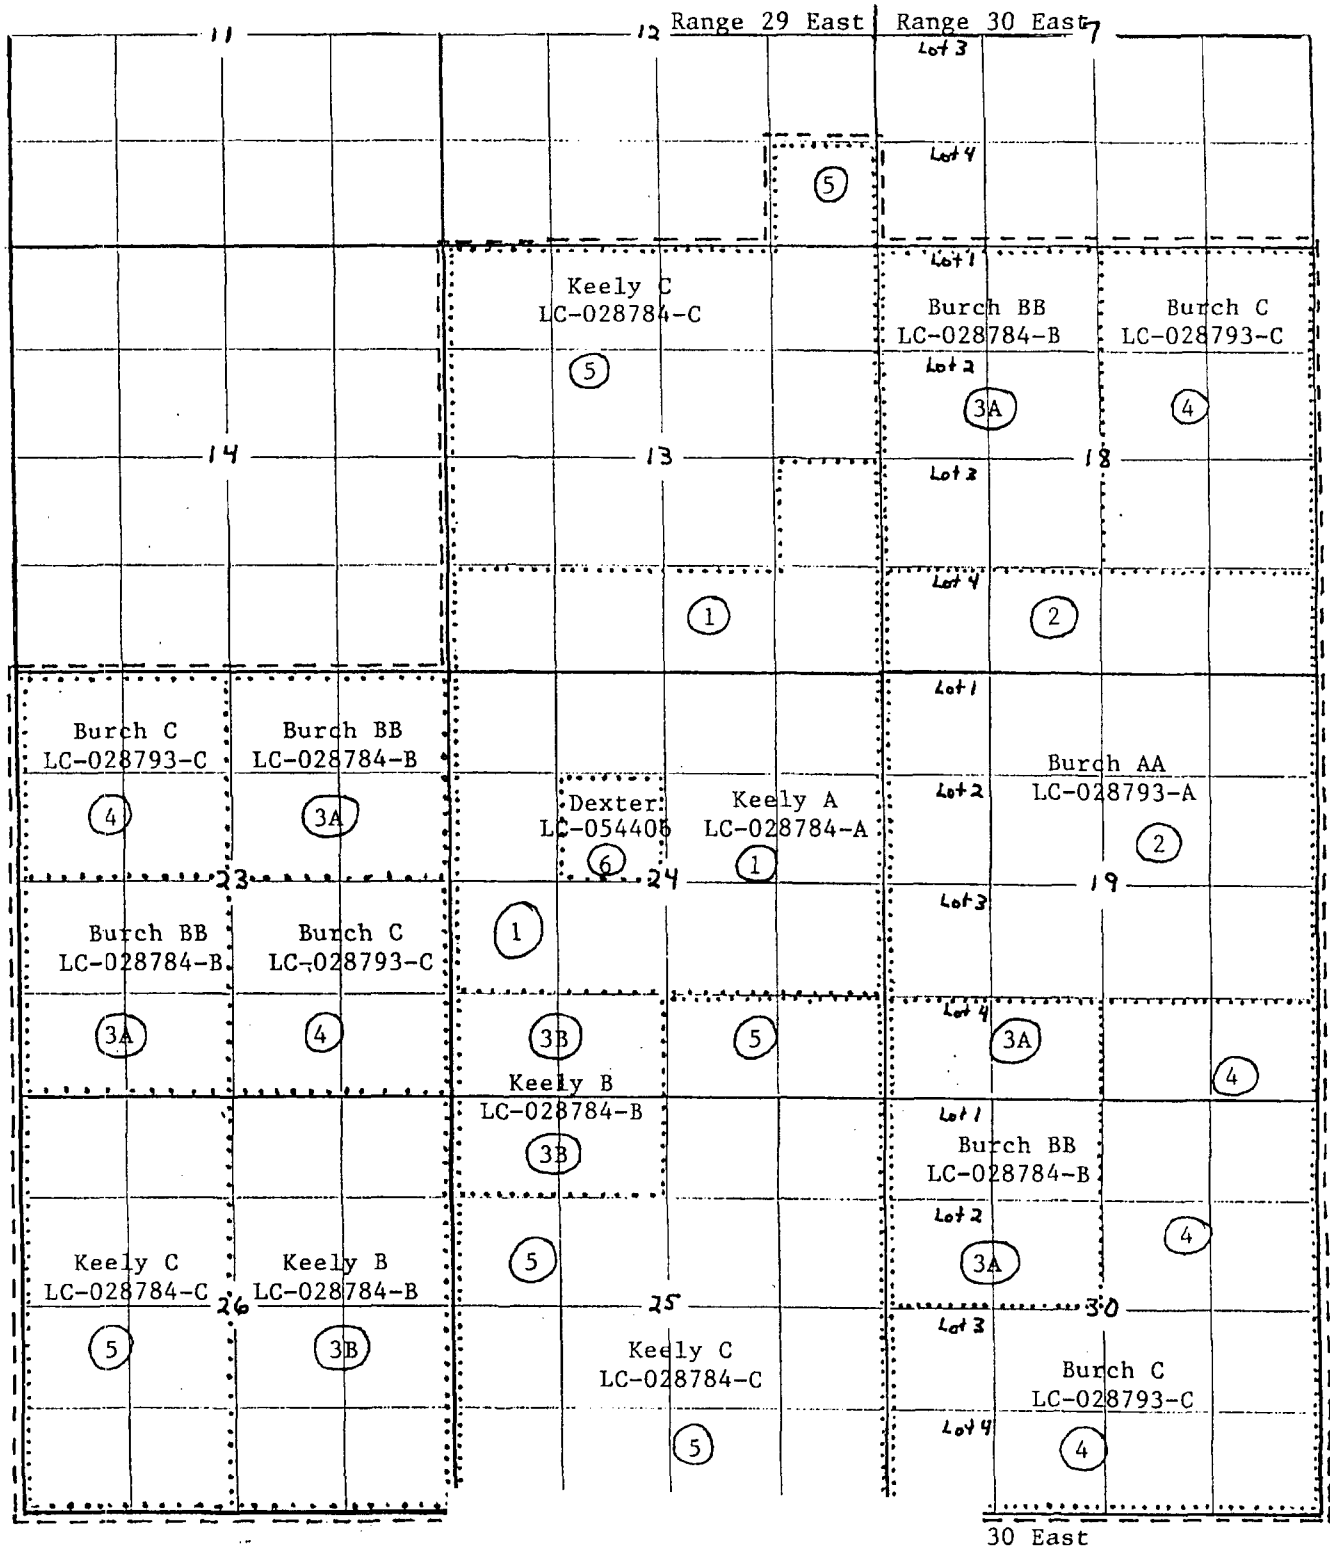 Range 29 East Range 30 East
11 12 7
Lot 3
Lot 4
5
Lot 1
Keely C
LC-028784-C
Burch BB
LC-028784-B
Burch C
LC-028793-C
5
Lot 2
3A
4
14 13 18
Lot 3
Lot 4
1
2
Lot 1
Burch C
LC-028793-C
Burch BB
LC-028784-B
4
3A
Dexter
LC-054406
6
Keely A
LC-028784-A
1
Burch AA
LC-028793-A
Lot 2
2
23 24 19
Lot 3
Burch BB
LC-028784-B
Burch C
LC-028793-C
1
3A
4
3B
5
Lot 4
3A
4
Keely B
LC-028784-B
3B
Lot 1
Burch BB
LC-028784-B
Lot 2
3A
4
5
Keely C
LC-028784-C
Keely B
LC-028784-B
26 25 30
5
3B
Lot 3
Keely C
LC-028784-C
Burch C
LC-028793-C
5
Lot 4
4
30 East